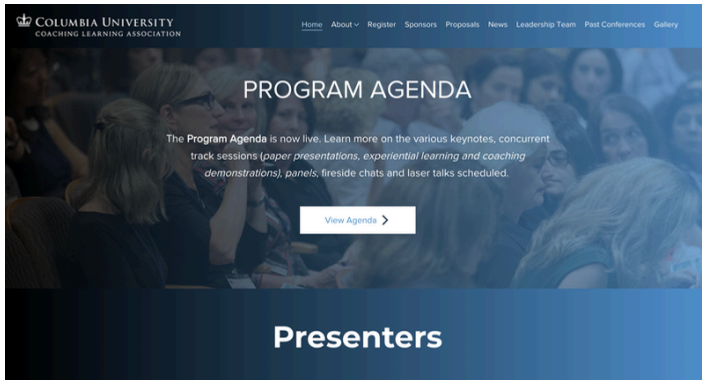 COLUMBIA UNIVERSITY
COACHING LEARNING ASSOCIATION
Home About Register Sponsors Proposals News Leadership Team Past Conferences Gallery
PROGRAM AGENDA
The Program Agenda is now live. Learn more on the various keynotes, concurrent
track sessions (paper presentations, experiential learning and coaching
demonstrations), panels, fireside chats and laser talks scheduled.
View Agenda
Presenters